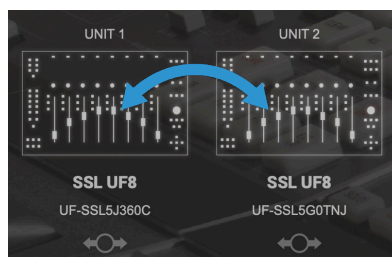 UNIT 1
UNIT 2
SSL UF8
SSL UF8
UF-SSL5J360C
UF-SSL5G0TNJ